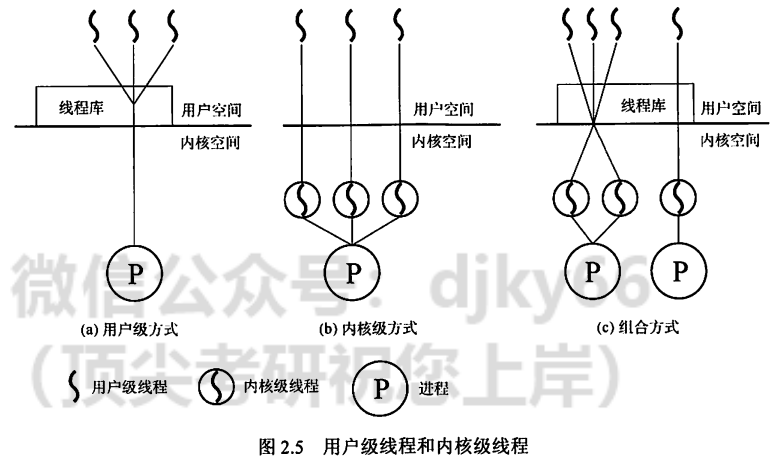 线程库
用户空间
内核空间
P
(a) 用户级方式
用户空间
内核空间
P
(b) 内核级方式
线程库
用户空间
内核空间
P
P
(c) 组合方式
用户级线程
内核级线程
P
进程
图 2.5 用户级线程和内核级线程
微信公众号：djky66
（顶尖考研祝您上岸）